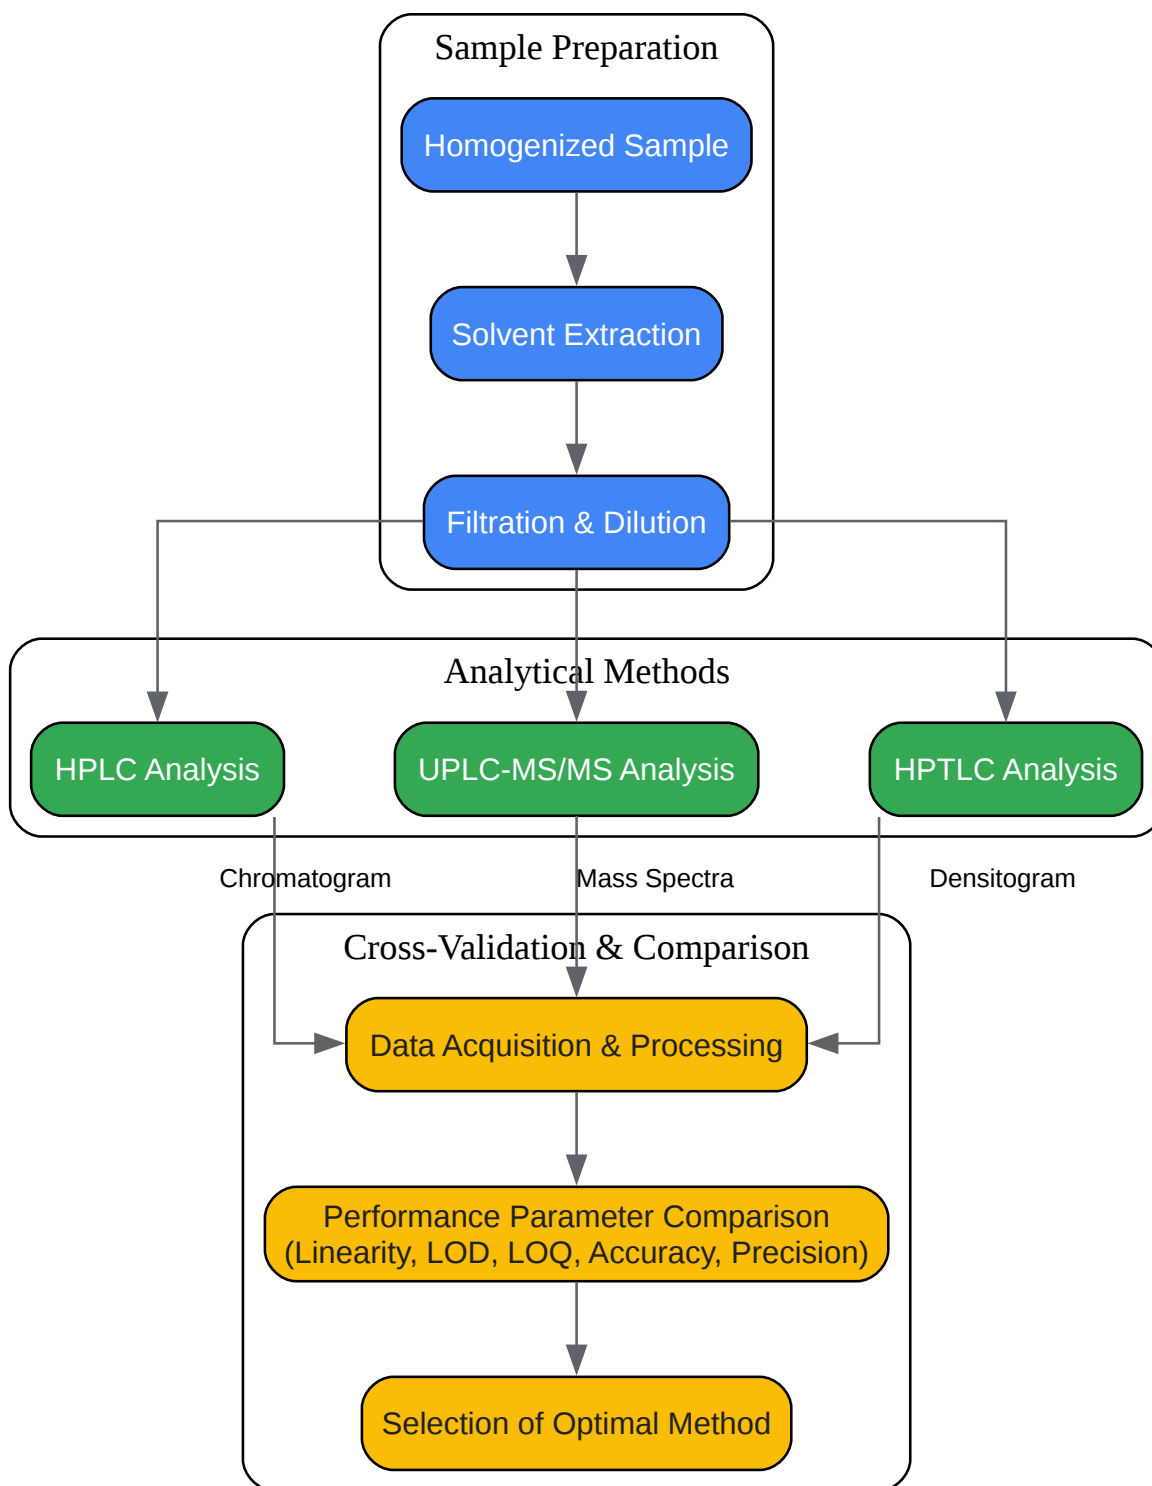 Sample Preparation
Homogenized Sample
Solvent Extraction
Filtration & Dilution
Analytical Methods
HPLC Analysis
UPLC-MS/MS Analysis
HPTLC Analysis
Chromatogram
Mass Spectra
Densitogram
Cross-Validation & Comparison
Data Acquisition & Processing
Performance Parameter Comparison
(Linearity, LOD, LOQ, Accuracy, Precision)
Selection of Optimal Method